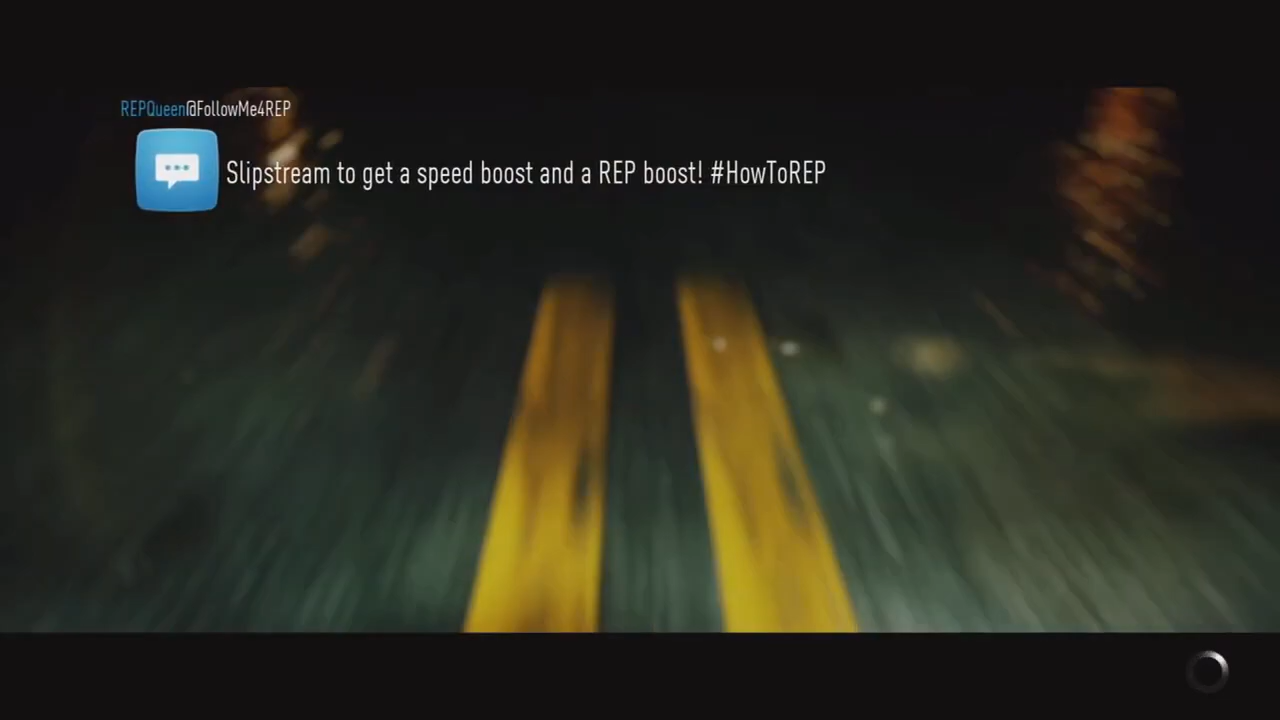 REPQueen@FollowMe4REP
Slipstream to get a speed boost and a REP boost! #HowToREP